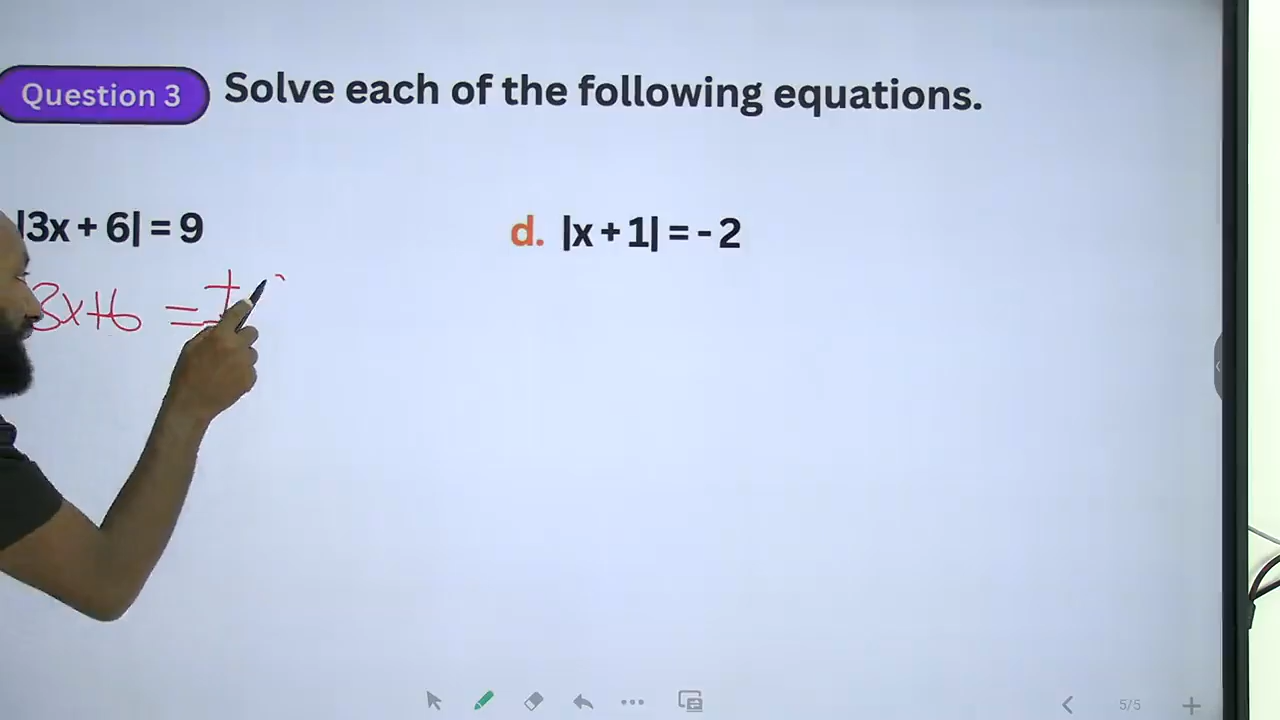 Question 3 Solve each of the following equations.
|3x + 6| = 9
d. |x + 1| = - 2
3x+6 = ±
5/5